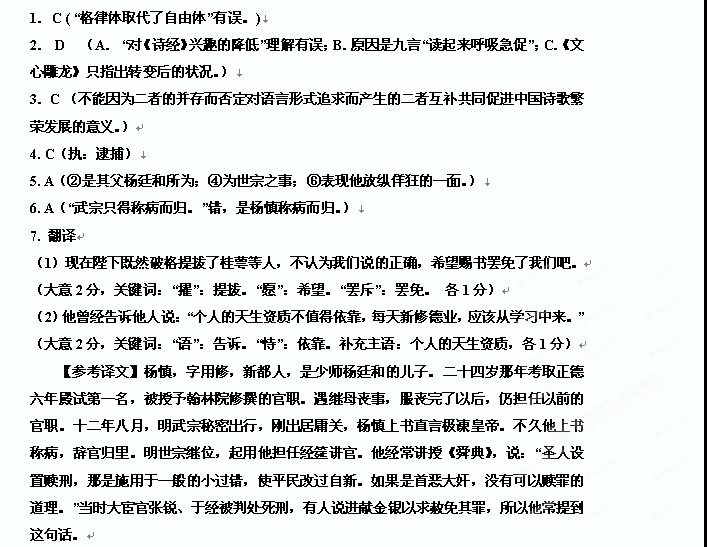 1. C（“格律体取代了自由体”有误。）
2. D （A. “对《诗经》兴趣的降低”理解有误；B. 原因是九言“读起来呼吸急促”；C.《文
心雕龙》只指出转变后的状况。）
3. C （不能因为二者的并存而否定对语言形式追求而产生的二者互补共同促进中国诗歌繁
荣发展的意义。）
4. C（执：逮捕）
5. A（②是其父杨廷和所为；④为世宗之事；⑥表现他放纵佯狂的一面。）
6. A（“武宗只得称病而归。”错，是杨慎称病而归。）
7. 翻译
（1）现在陛下既然破格提拔了桂萼等人，不认为我们说的正确，希望赐书罢免了我们吧。
（大意 2 分，关键词：“擢”：提拔。“愿”：希望。“罢斥”：罢免。 各 1 分）
（2）他曾经告诉他人说：“个人的天生资质不值得依靠，每天新修德业，应该从学习中来。”
（大意 2 分，关键词：“语”：告诉。“恃”：依靠。补充主语：个人的天生资质，各 1 分）
【参考译文】杨慎，字用修，新都人，是少师杨廷和的儿子。二十四岁那年考取正德
六年殿试第一名，被授予翰林院修撰的官职。遇继母丧事，服丧完了以后，仍担任以前的
官职。十二年八月，明武宗秘密出行，刚出居庸关，杨慎上书直言极谏皇帝。不久他上书
称病，辞官归里。明世宗继位，起用他担任经筵讲官。他经常讲授《舜典》，说：“圣人设
置赎刑，那是施用于一般的小过错，使平民改过自新。如果是首恶大奸，没有可以赎罪的
道理。”当时大宦官张锐、于经被判处死刑，有人说进献金银以求赦免其罪，所以他常提到
这句话。